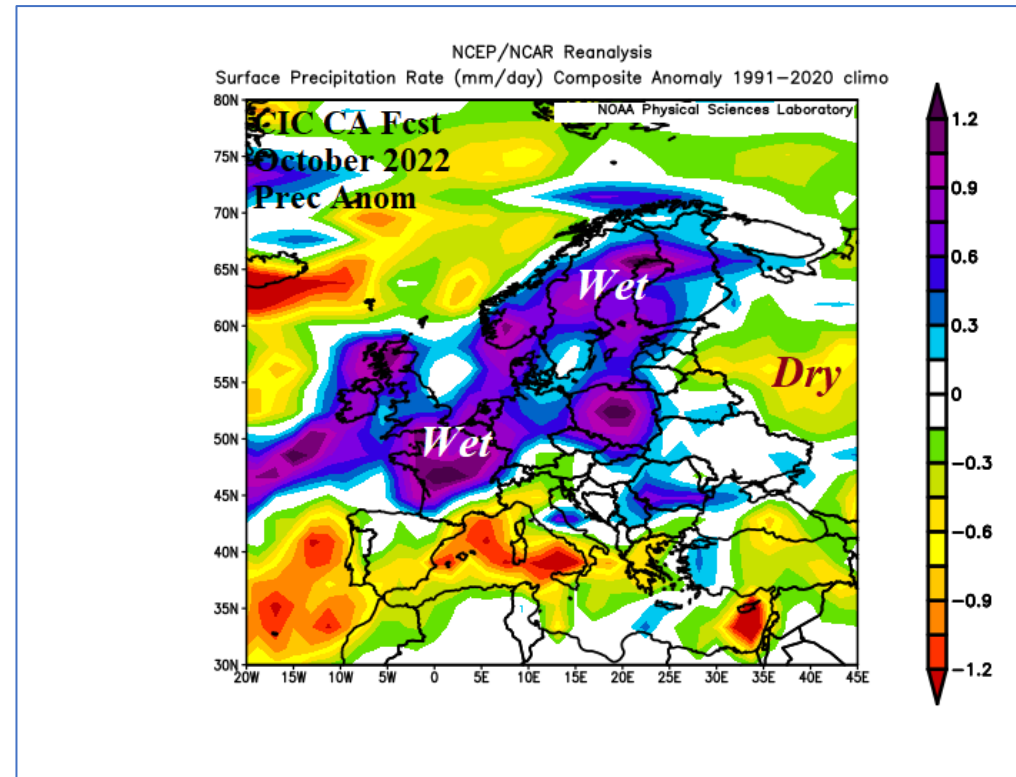 NCEP/NCAR Reanalysis
Surface Precipitation Rate (mm/day) Composite Anomaly 1991-2020 climo
NOAA Physical Sciences Laboratory
CIC CA Fcst
October 2022
Prec Anom
Wet
Dry
Wet
80N
75N
70N
65N
60N
55N
50N
45N
40N
35N
30N
20W 15W 10W 5W 0 5E 10E 15E 20E 25E 30E 35E 40E 45E
1
1.2
0.9
0.6
0.3
0
-0.3
-0.6
-0.9
-1.2